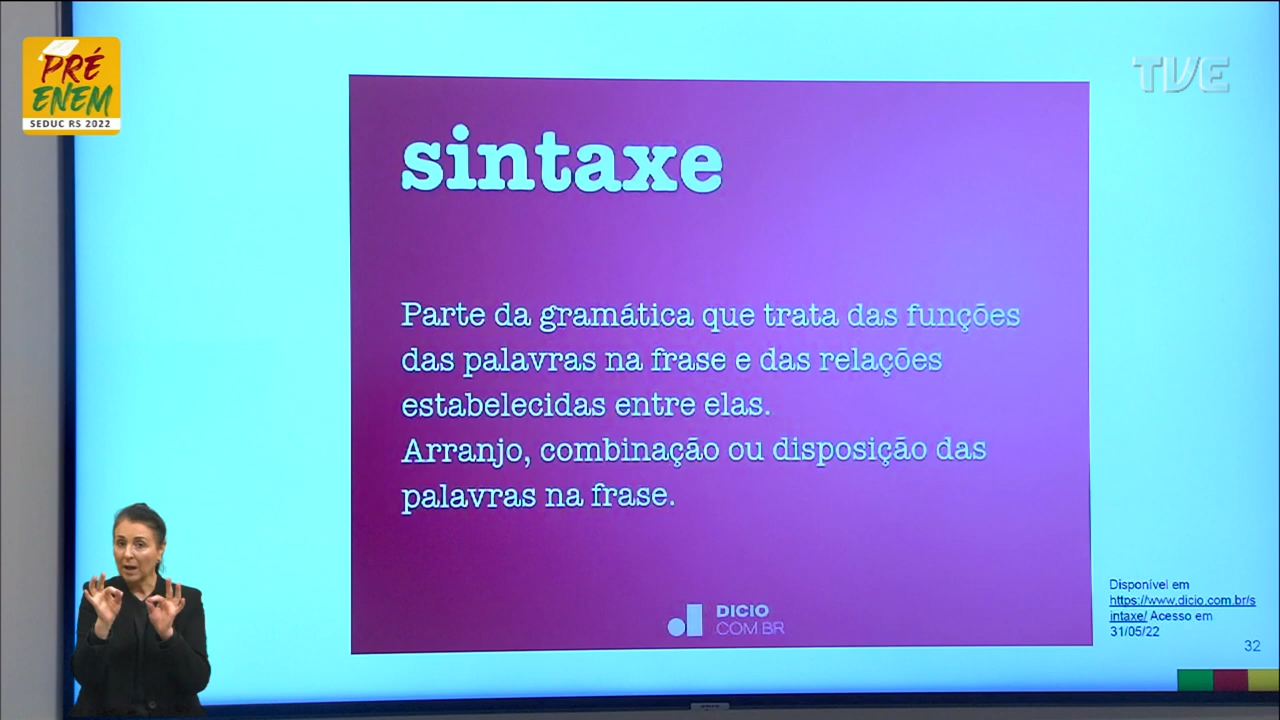 PRÉ
ENEM
SEDUC RS 2022
TVE
sintaxe
Parte da gramática que trata das funções
das palavras na frase e das relações
estabelecidas entre elas.
Arranjo, combinação ou disposição das
palavras na frase.
DICIO
COM BR
Disponível em
https://www.dicio.com.br/s
intaxe/ Acesso em
31/05/22
32